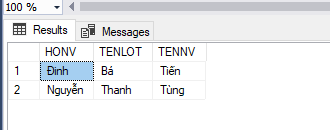 100 %
Results Messages
HONV TENLOT TENNV
1 Đinh Bá Tiến
2 Nguyễn Thanh Tùng